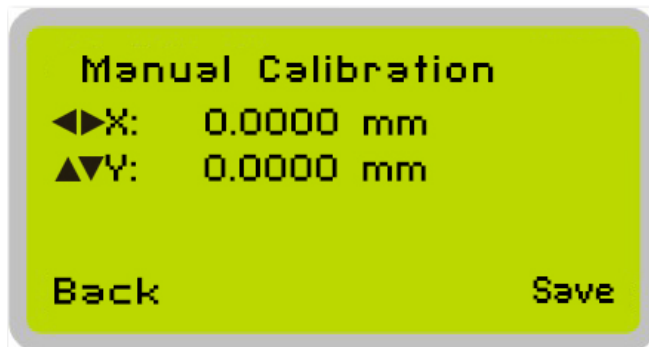 Manual Calibration
◀▶X: 0.0000 mm
▲▼Y: 0.0000 mm
Back Save